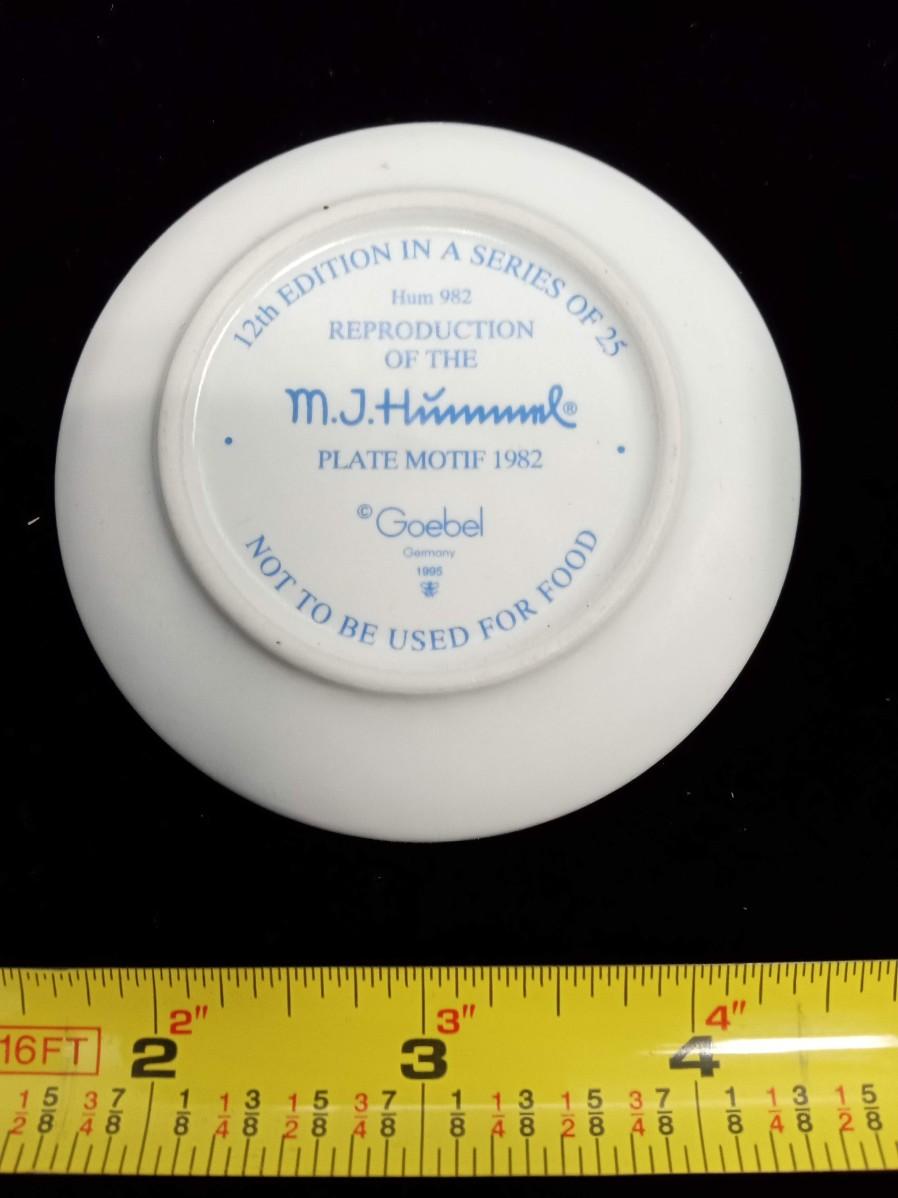 12th EDITION IN A SERIES OF 25
Hum 982
REPRODUCTION
OF THE
M.J.Hummel®
PLATE MOTIF 1982
© Goebel
Germany
1995
NOT TO BE USED FOR FOOD
2" 3" 4"
16FT 2 3 4
1/2 5/8 3/4 7/8 1/8 1/4 3/8 1/2 5/8 3/4 7/8 1/8 1/4 3/8 1/2 5/8 3/4 7/8 1/8 1/4 3/8 1/2 5/8